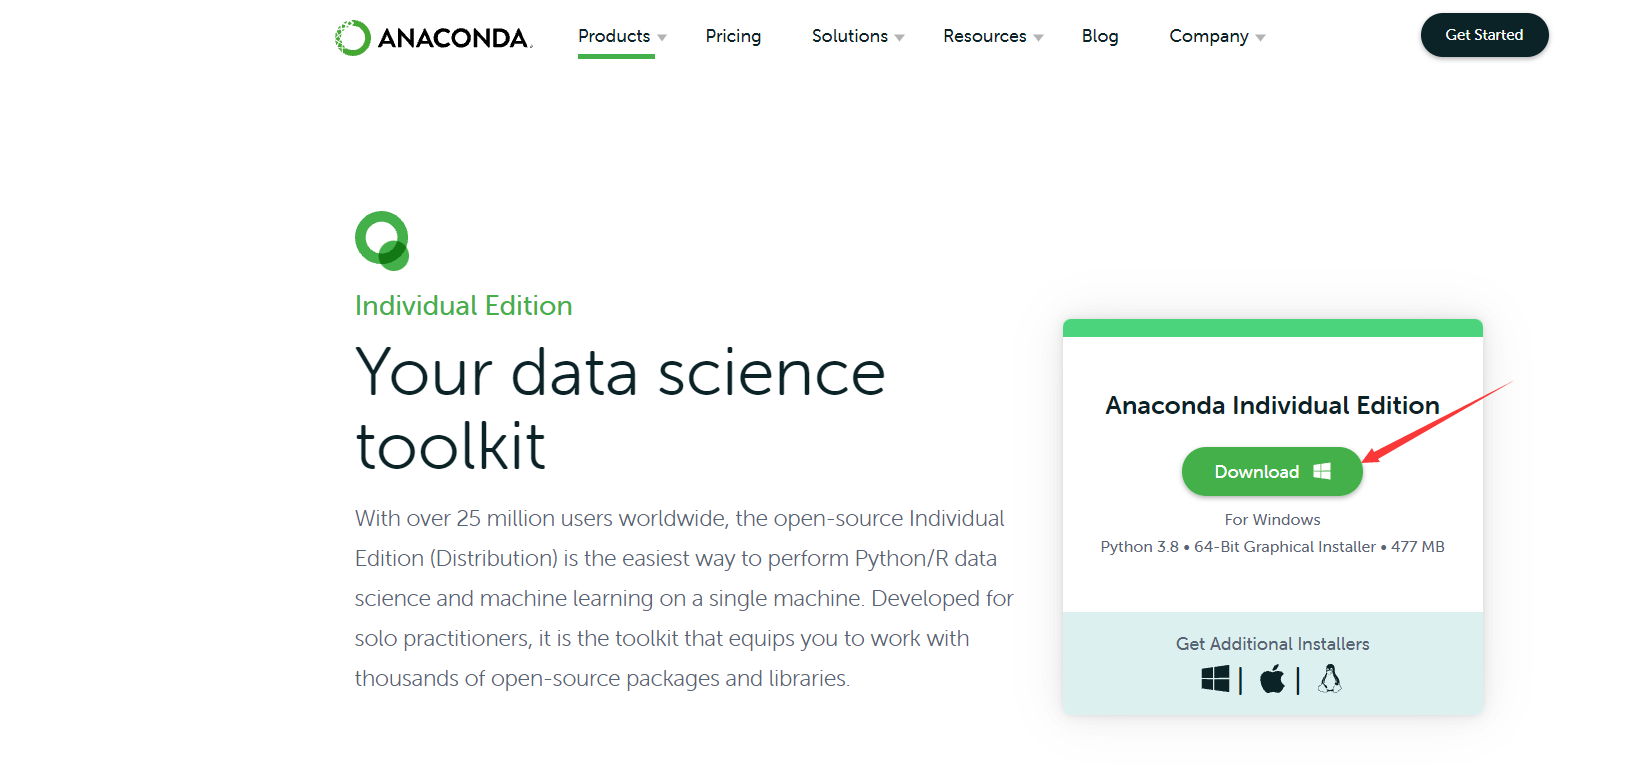 ANACONDA.
Products Pricing Solutions Resources Blog Company Get Started
Individual Edition
Your data science
toolkit
With over 25 million users worldwide, the open-source Individual
Edition (Distribution) is the easiest way to perform Python/R data
science and machine learning on a single machine. Developed for
solo practitioners, it is the toolkit that equips you to work with
thousands of open-source packages and libraries.
Anaconda Individual Edition
Download
For Windows
Python 3.8 • 64-Bit Graphical Installer • 477 MB
Get Additional Installers
| |